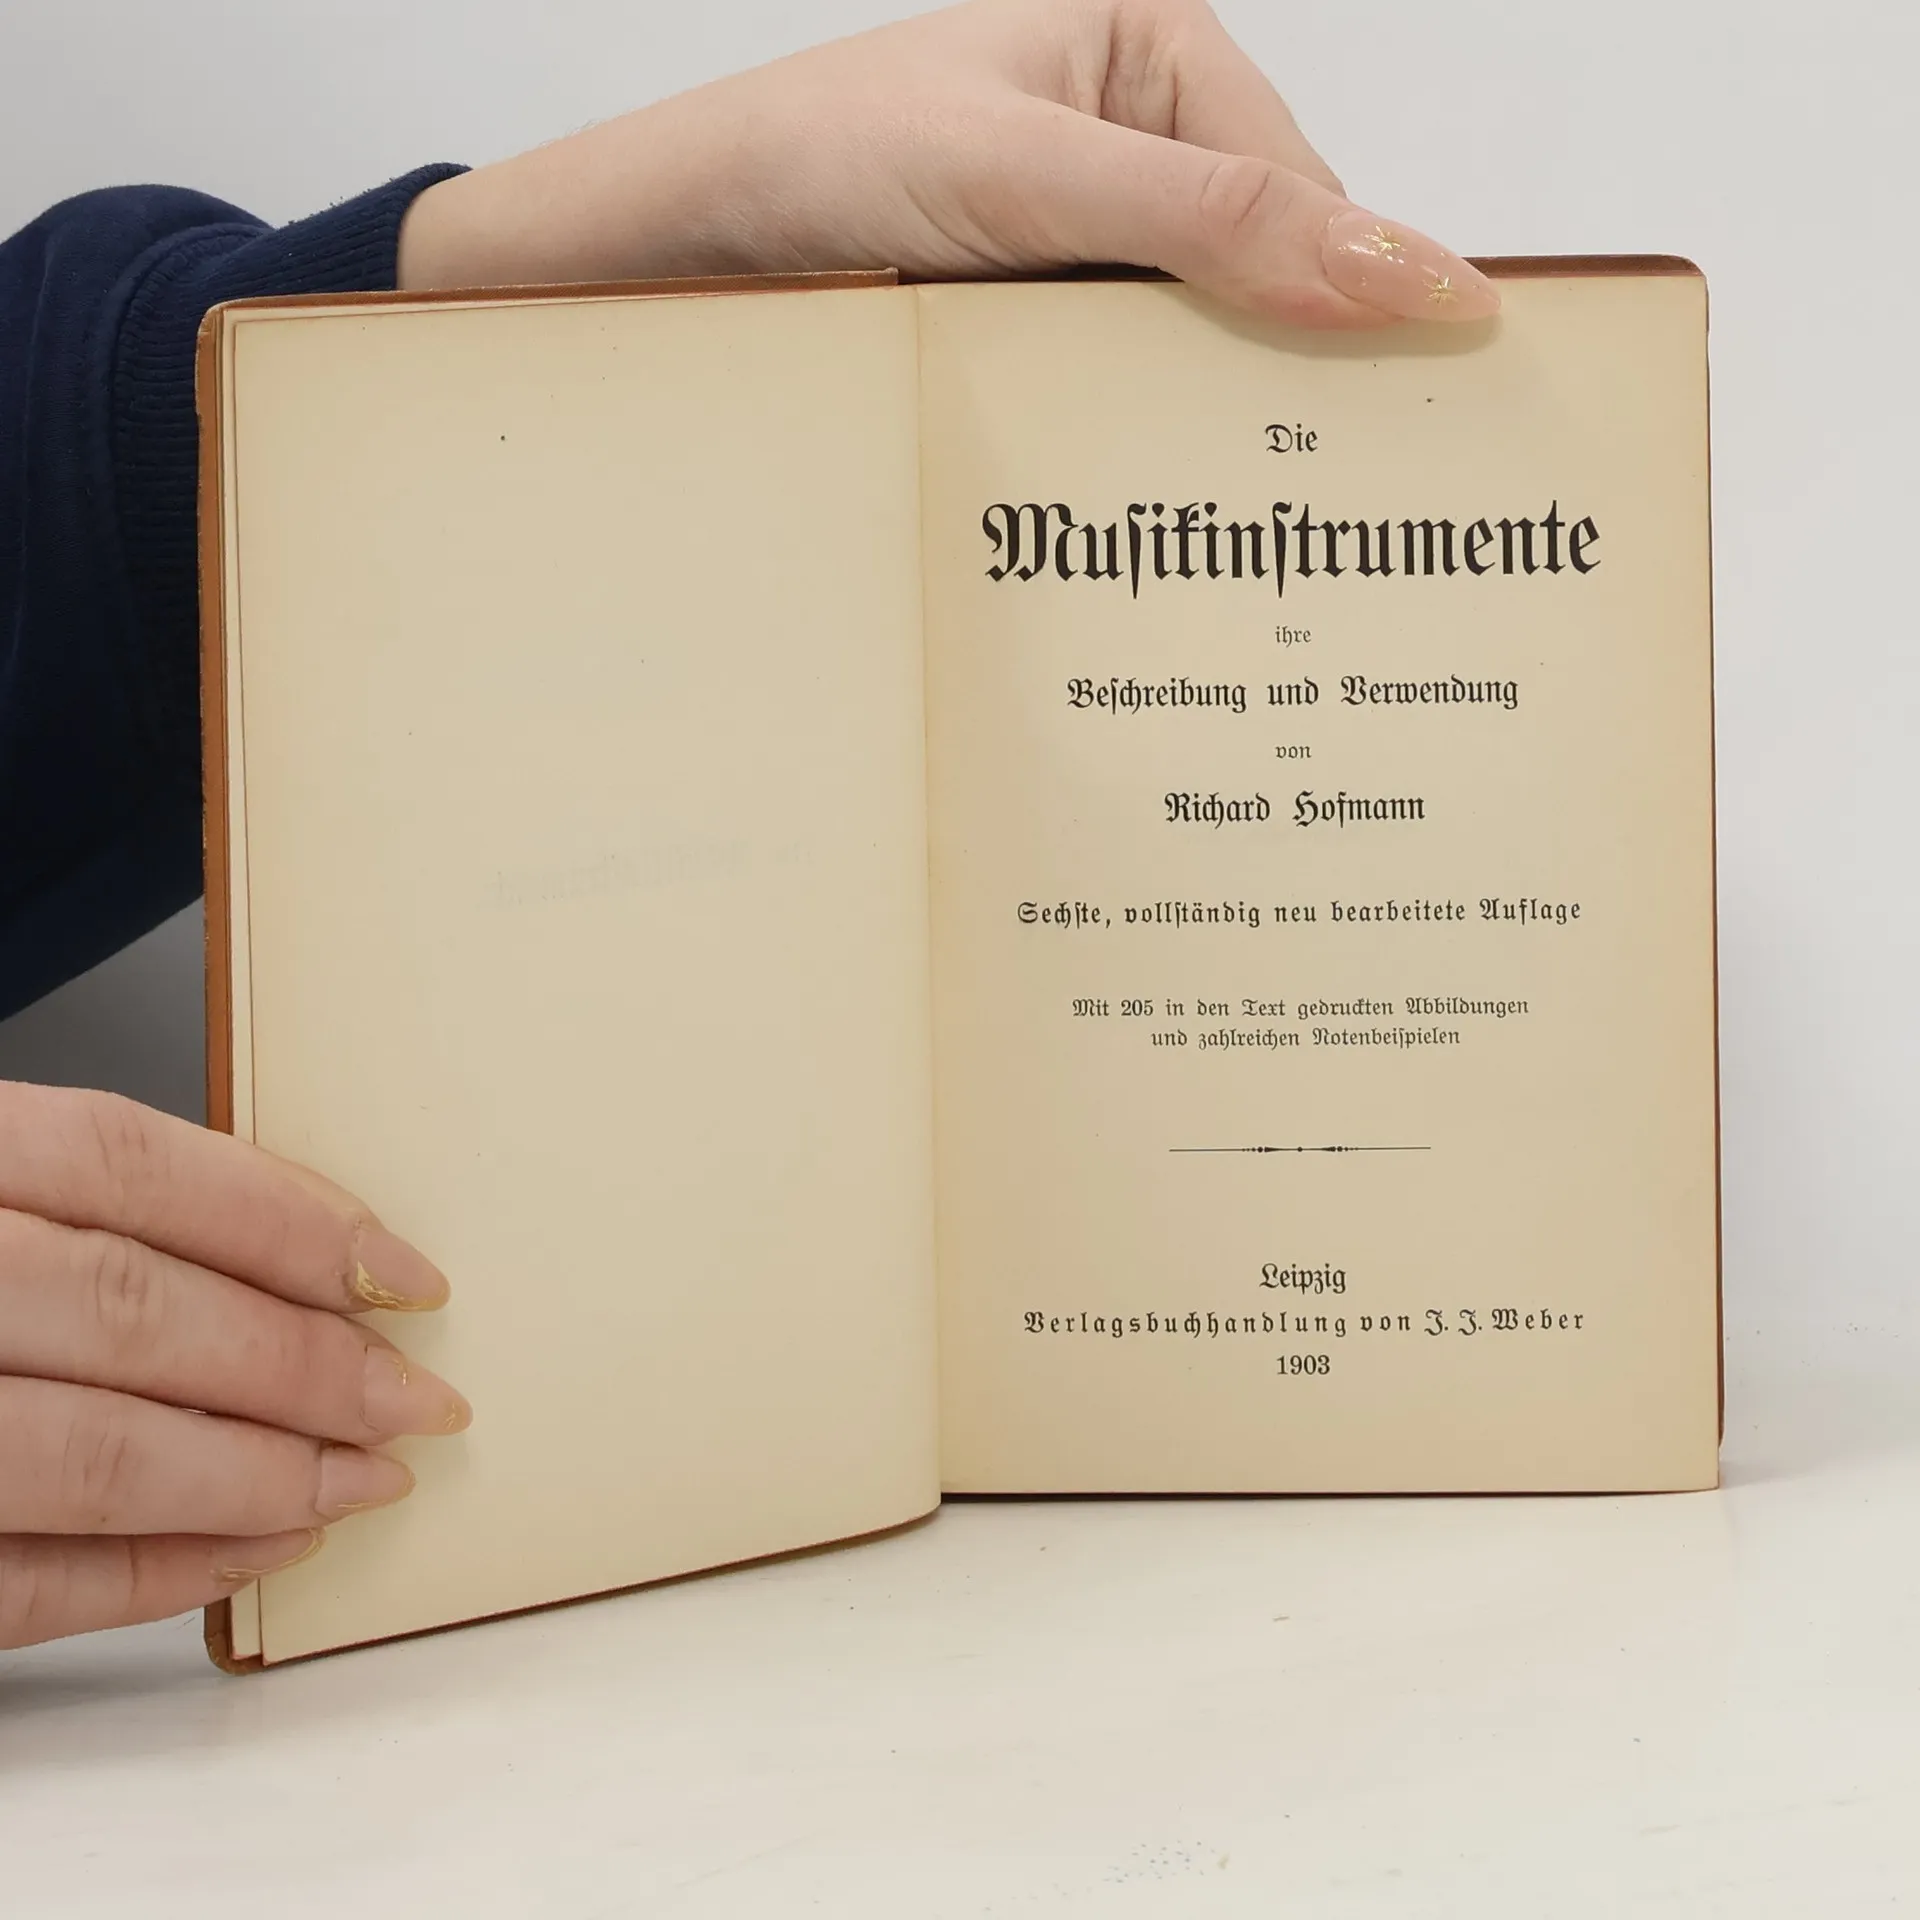 Die
Muſikinſtrumente
ihre
Beſchreibung und Verwendung
von
Richard Hofmann
Sechſte, vollſtändig neu bearbeitete Auflage
Mit 205 in den Text gedruckten Abbildungen
und zahlreichen Notenbeiſpielen
Leipzig
Verlagsbuchhandlung von J. J. Weber
1903